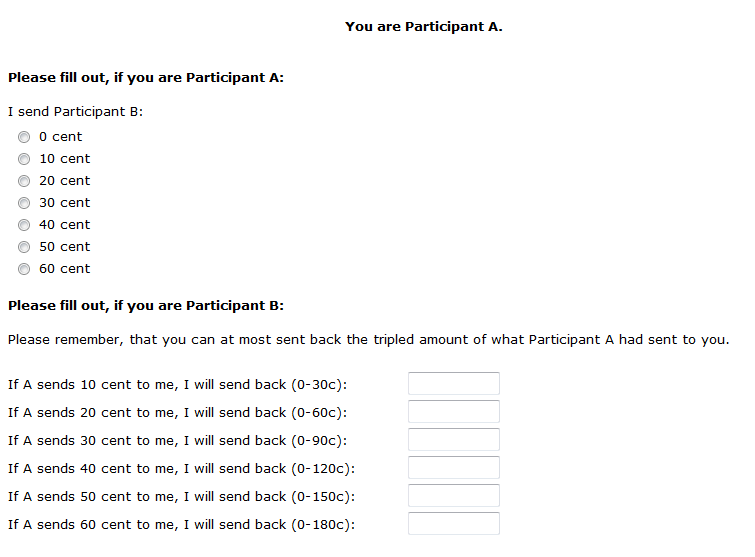 You are Participant A.
Please fill out, if you are Participant A:
I send Participant B:
0 cent
10 cent
20 cent
30 cent
40 cent
50 cent
60 cent
Please fill out, if you are Participant B:
Please remember, that you can at most sent back the tripled amount of what Participant A had sent to you.
If A sends 10 cent to me, I will send back (0-30c):
If A sends 20 cent to me, I will send back (0-60c):
If A sends 30 cent to me, I will send back (0-90c):
If A sends 40 cent to me, I will send back (0-120c):
If A sends 50 cent to me, I will send back (0-150c):
If A sends 60 cent to me, I will send back (0-180c):